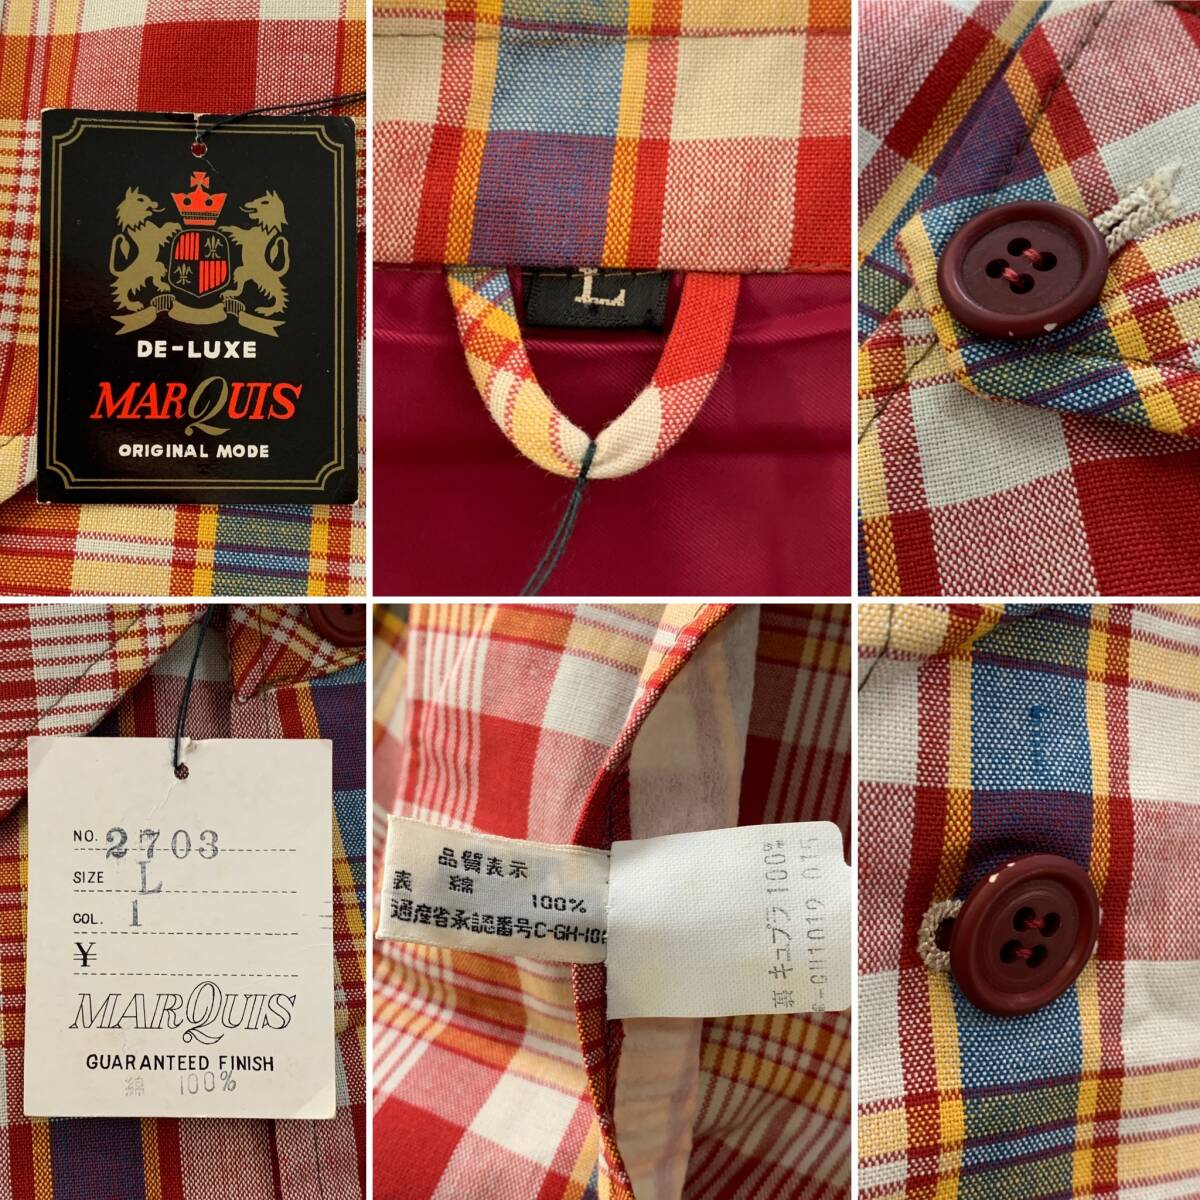 DE-LUXE
MARQUIS
ORIGINAL MODE
L
NO. 2703
SIZE L
COL. 1
¥
MARQUIS
GUARANTEED FINISH
綿 100%
品質表示
表 綿 100%
通産省承認番号C-GH-101
裏 キュプラ 100%